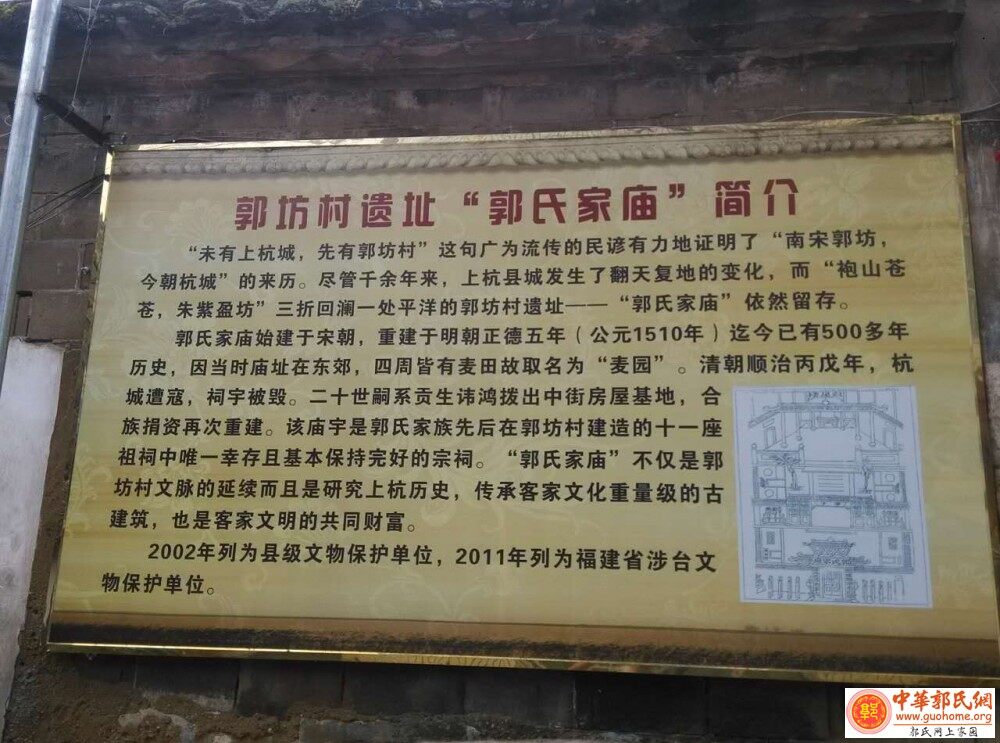 郭坊村遗址“郭氏家庙”简介
“未有上杭城，先有郭坊村”这句广为流传的民谚有力地证明了“南宋郭坊，
今朝杭城”的来历。尽管千余年来，上杭县城发生了翻天复地的变化，而“袍山苍
苍，朱紫盈坊”三折回澜一处平洋的郭坊村遗址——“郭氏家庙”依然留存。
郭氏家庙始建于宋朝，重建于明朝正德五年（公元1510年）迄今已有500多年
历史，因当时庙址在东郊，四周皆有麦田故取名为“麦园”。清朝顺治丙戊年，杭
城遭寇，祠宇被毁。二十世嗣系贡生讳鸿拨出中街房屋基地，合
族捐资再次重建。该庙宇是郭氏家族先后在郭坊村建造的十一座
祖祠中唯一幸存且基本保持完好的宗祠。“郭氏家庙”不仅是郭
坊村文脉的延续而且是研究上杭历史，传承客家文化重量级的古
建筑，也是客家文明的共同财富。
2002年列为县级文物保护单位，2011年列为福建省涉台文
物保护单位。
中華郭氏網
www.guohome.org
郭氏网上家园